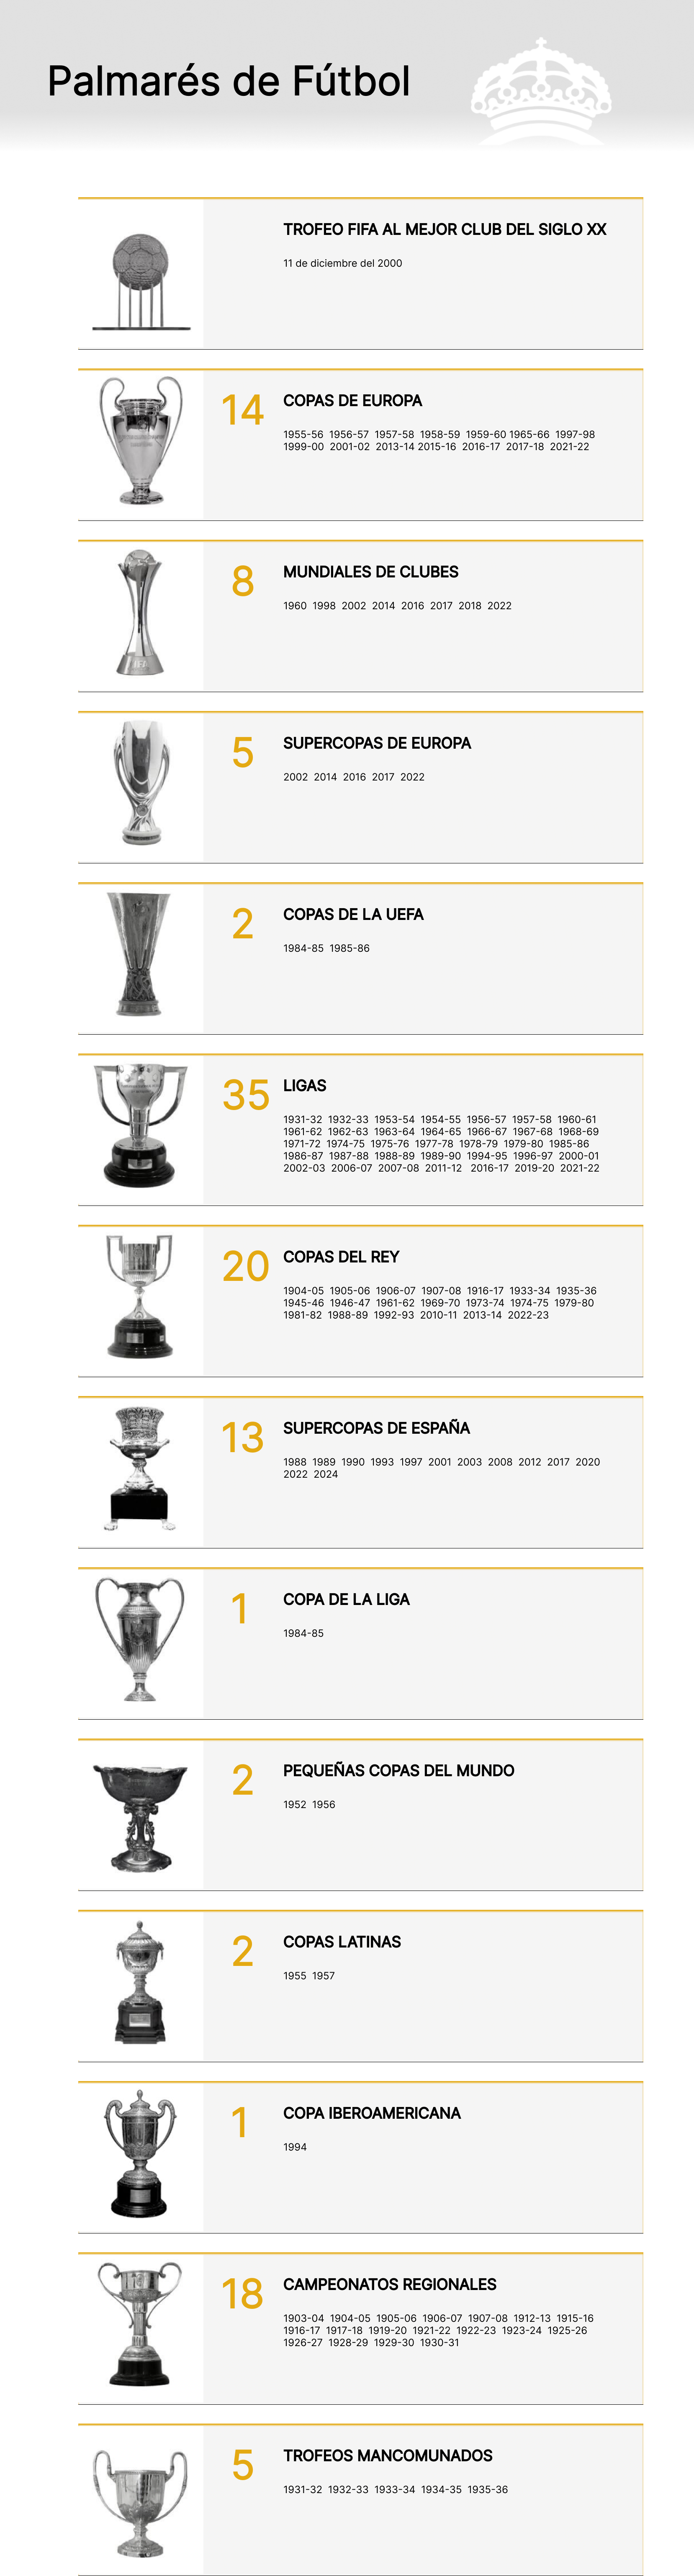 Palmarés de Fútbol
TROFEO FIFA AL MEJOR CLUB DEL SIGLO XX
11 de diciembre del 2000
14
COPAS DE EUROPA
1955-56 1956-57 1957-58 1958-59 1959-60 1965-66 1997-98
1999-00 2001-02 2013-14 2015-16 2016-17 2017-18 2021-22
8
MUNDIALES DE CLUBES
1960 1998 2002 2014 2016 2017 2018 2022
5
SUPERCOPAS DE EUROPA
2002 2014 2016 2017 2022
2
COPAS DE LA UEFA
1984-85 1985-86
35
LIGAS
1931-32 1932-33 1953-54 1954-55 1956-57 1957-58 1960-61
1961-62 1962-63 1963-64 1964-65 1966-67 1967-68 1968-69
1971-72 1974-75 1975-76 1977-78 1978-79 1979-80 1985-86
1986-87 1987-88 1988-89 1989-90 1994-95 1996-97 2000-01
2002-03 2006-07 2007-08 2011-12 2016-17 2019-20 2021-22
20
COPAS DEL REY
1904-05 1905-06 1906-07 1907-08 1916-17 1933-34 1935-36
1945-46 1946-47 1961-62 1969-70 1973-74 1974-75 1979-80
1981-82 1988-89 1992-93 2010-11 2013-14 2022-23
13
SUPERCOPAS DE ESPAÑA
1988 1989 1990 1993 1997 2001 2003 2008 2012 2017 2020
2022 2024
1
COPA DE LA LIGA
1984-85
2
PEQUEÑAS COPAS DEL MUNDO
1952 1956
2
COPAS LATINAS
1955 1957
1
COPA IBEROAMERICANA
1994
18
CAMPEONATOS REGIONALES
1903-04 1904-05 1905-06 1906-07 1907-08 1912-13 1915-16
1916-17 1917-18 1919-20 1921-22 1922-23 1923-24 1925-26
1926-27 1928-29 1929-30 1930-31
5
TROFEOS MANCOMUNADOS
1931-32 1932-33 1933-34 1934-35 1935-36